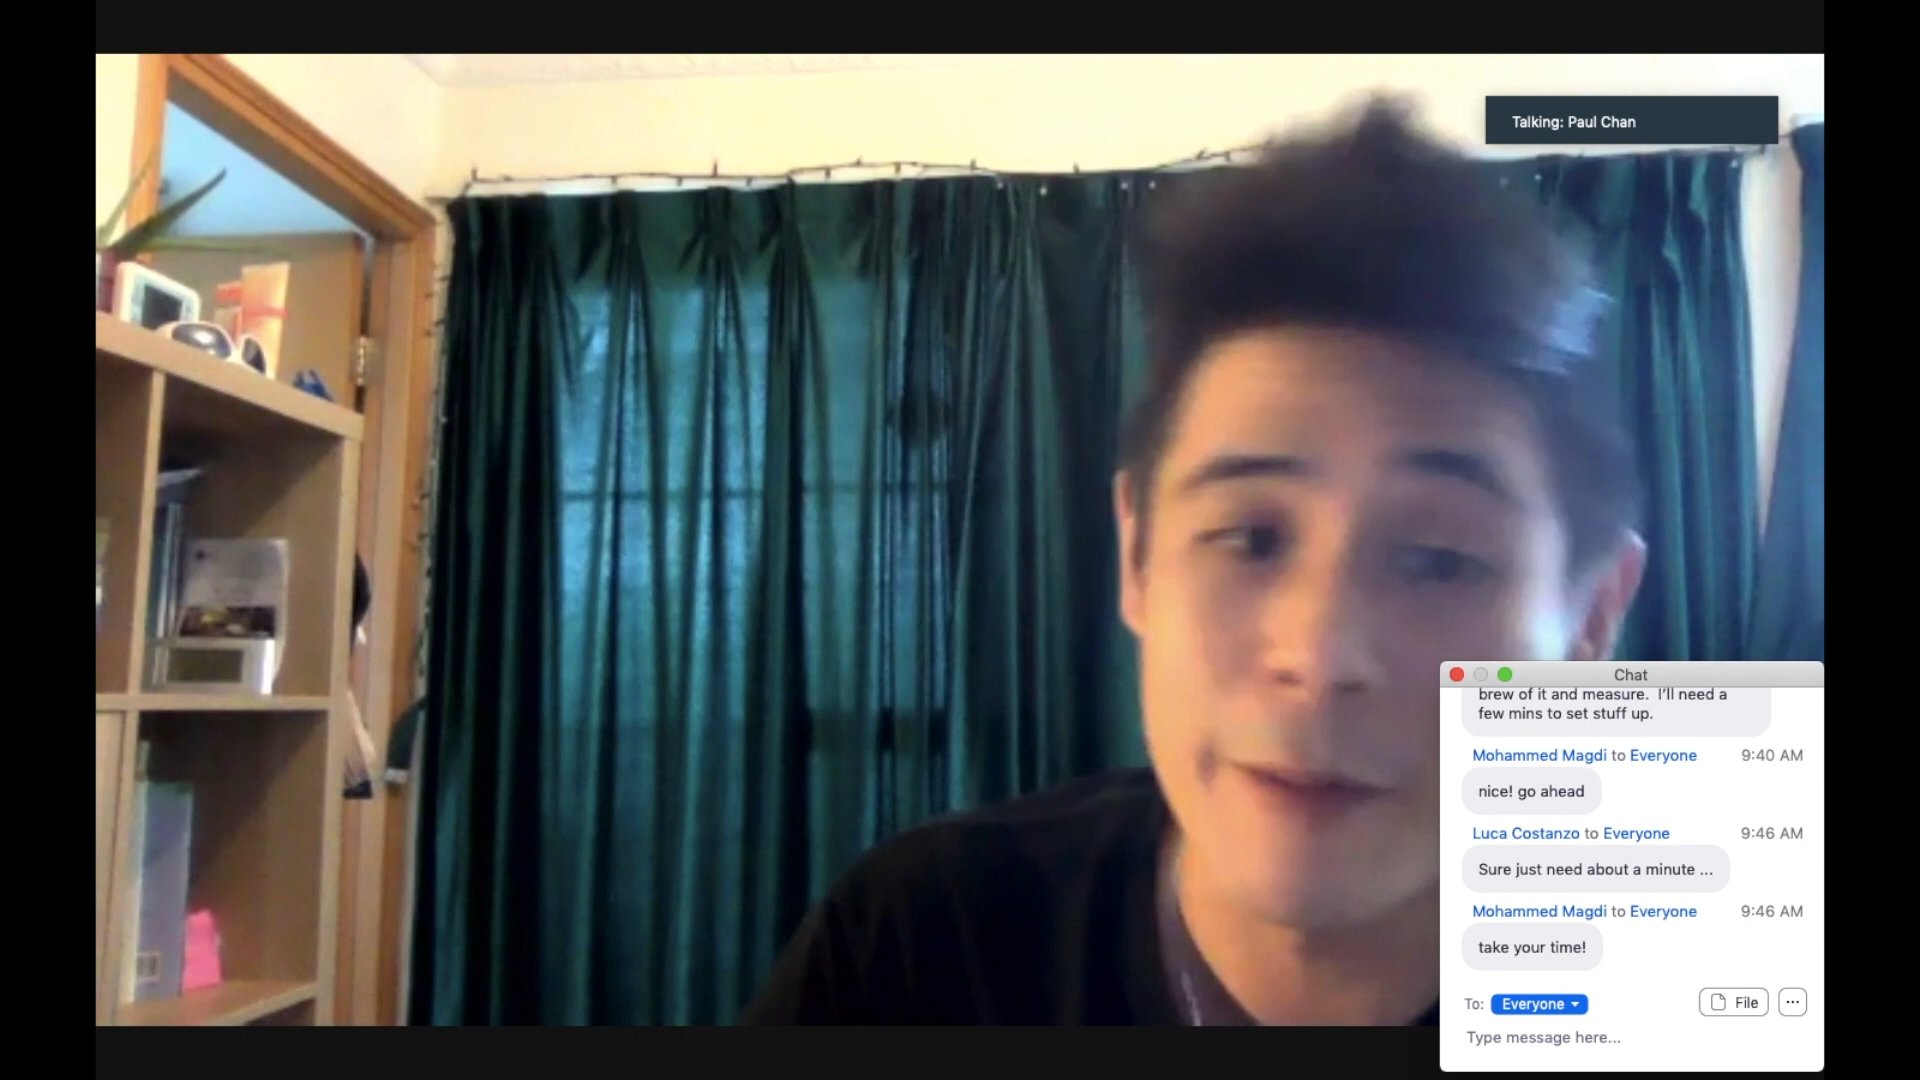 Talking: Paul Chan
Chat
brew of it and measure. I'll need a
few mins to set stuff up.
Mohammed Magdi to Everyone 9:40 AM
nice! go ahead
Luca Costanzo to Everyone 9:46 AM
Sure just need about a minute ...
Mohammed Magdi to Everyone 9:46 AM
take your time!
To: Everyone File ...
Type message here...